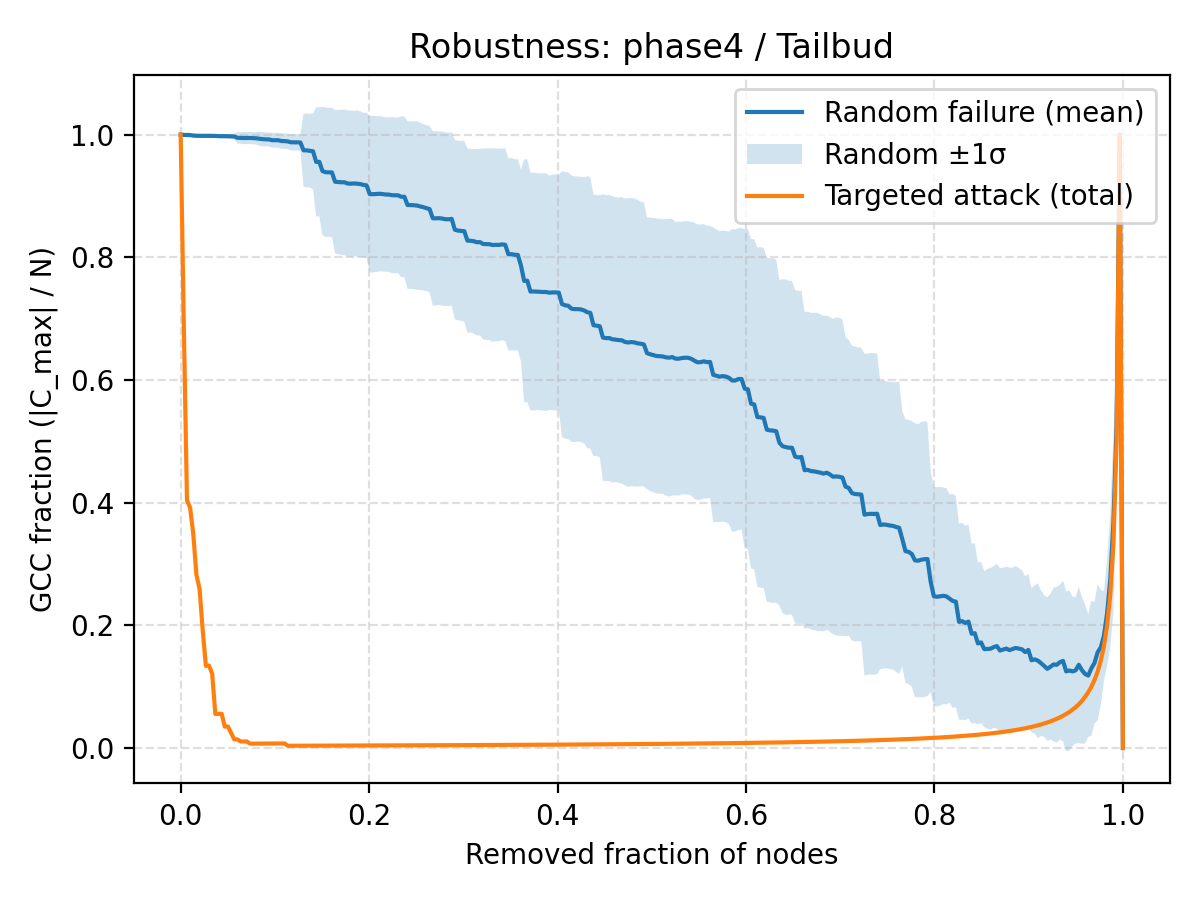 Robustness: phase4 / Tailbud
GCC fraction (|C_max| / N)
1.0
0.8
0.6
0.4
0.2
0.0
Random failure (mean)
Random ±1σ
Targeted attack (total)
0.0 0.2 0.4 0.6 0.8 1.0
Removed fraction of nodes